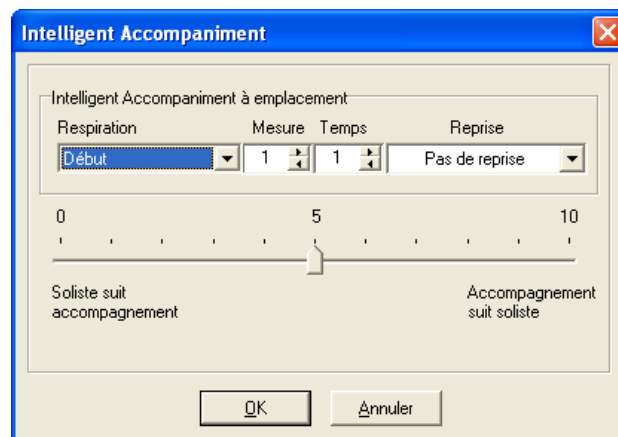 Intelligent Accompaniment
Intelligent Accompaniment à emplacement
Respiration Mesure Temps Reprise
Début 1 1 Pas de reprise
0 5 10
Soliste suit Accompagnement
accompagnement suit soliste
OK Annuler